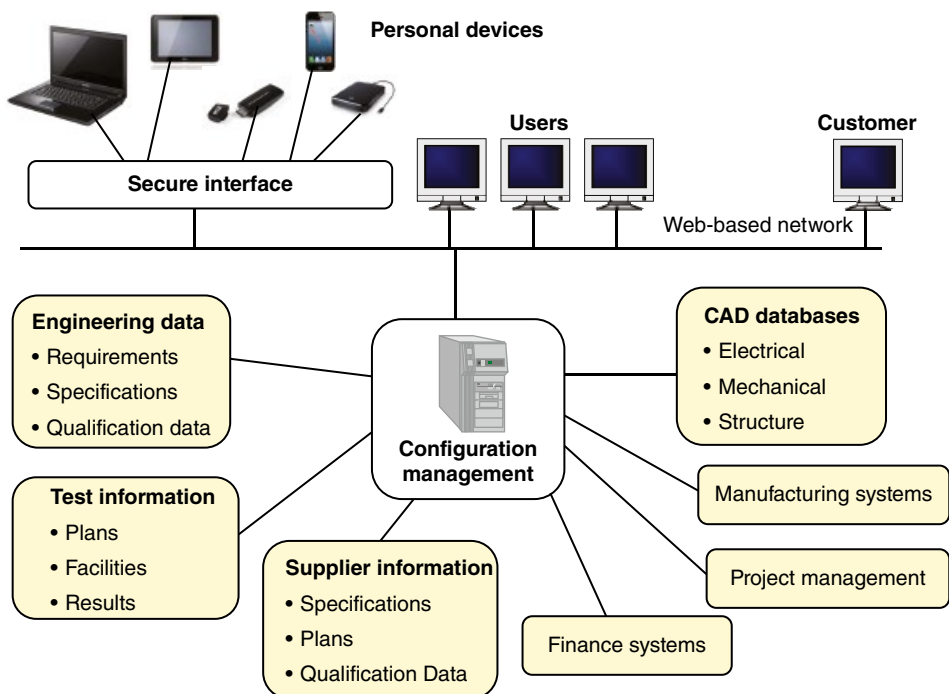 Personal devices
Users
Customer
Secure interface
Web-based network
Engineering data
• Requirements
• Specifications
• Qualification data
CAD databases
• Electrical
• Mechanical
• Structure
Configuration
management
Test information
• Plans
• Facilities
• Results
Manufacturing systems
Supplier information
• Specifications
• Plans
• Qualification Data
Project management
Finance systems